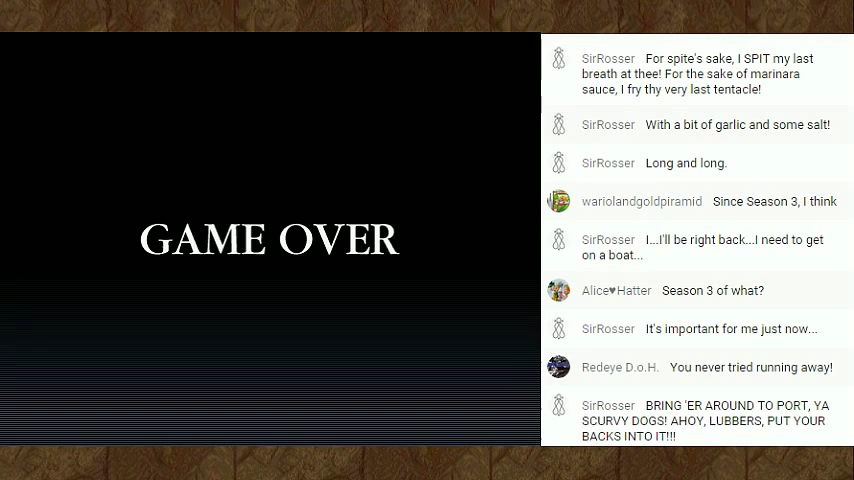 GAME OVER
SirRosser For spite's sake, I SPIT my last
breath at thee! For the sake of marinara
sauce, I fry thy very last tentacle!
SirRosser With a bit of garlic and some salt!
SirRosser Long and long.
wariolandgoldpiramid Since Season 3, I think
SirRosser I...I'll be right back...I need to get
on a boat...
Alice♥Hatter Season 3 of what?
SirRosser It's important for me just now...
Redeye D.o.H. You never tried running away!
SirRosser BRING 'ER AROUND TO PORT, YA
SCURVY DOGS! AHOY, LUBBERS, PUT YOUR
BACKS INTO IT!!!